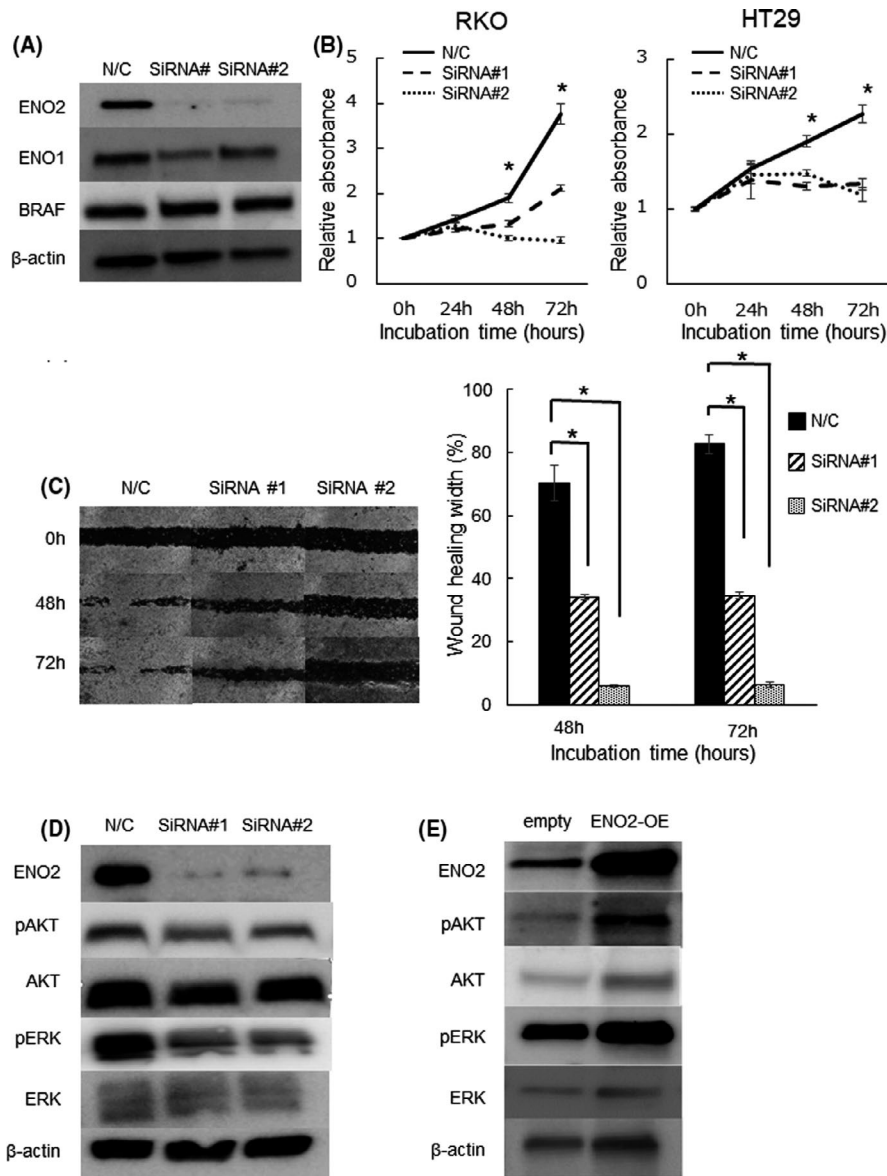 (A)
N/C SiRNA# SiRNA#2
ENO2
ENO1
BRAF
β-actin
(B)
RKO
N/C
SiRNA#1
SiRNA#2
5
4
3
2
1
0
Relative absorbance
*
*
0h 24h 48h 72h
Incubation time (hours)
HT29
N/C
SiRNA#1
SiRNA#2
3
2
1
0
Relative absorbance
*
*
0h 24h 48h 72h
Incubation time (hours)
(C)
N/C SiRNA #1 SiRNA #2
0h
48h
72h
100
80
60
40
20
0
Wound healing width (%)
*
*
*
*
N/C
SiRNA#1
SiRNA#2
48h 72h
Incubation time (hours)
(D)
N/C SiRNA#1 SiRNA#2
ENO2
pAKT
AKT
pERK
ERK
β-actin
(E)
empty ENO2-OE
ENO2
pAKT
AKT
pERK
ERK
β-actin